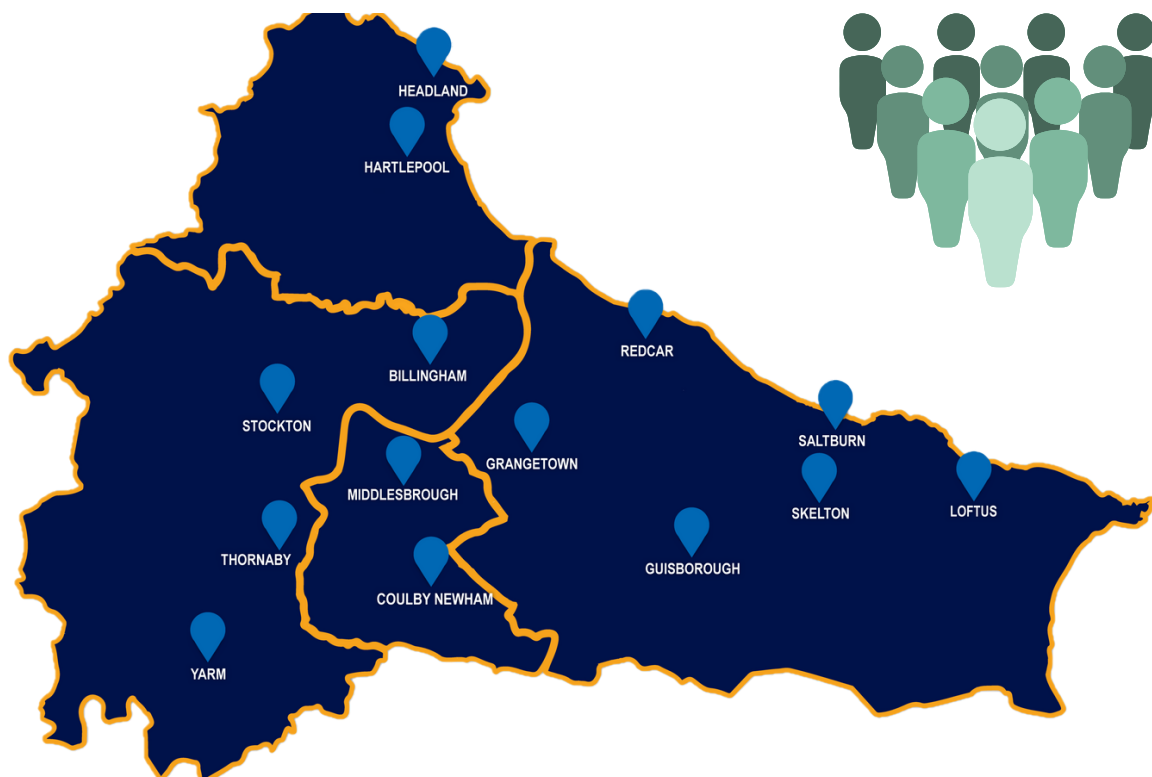 HEADLAND
HARTLEPOOL
REDCAR
BILLINGHAM
STOCKTON
SALTBURN
GRANGETOWN
MIDDLESBROUGH
SKELTON
LOFTUS
THORNABY
GUISBOROUGH
COULBY NEWHAM
YARM